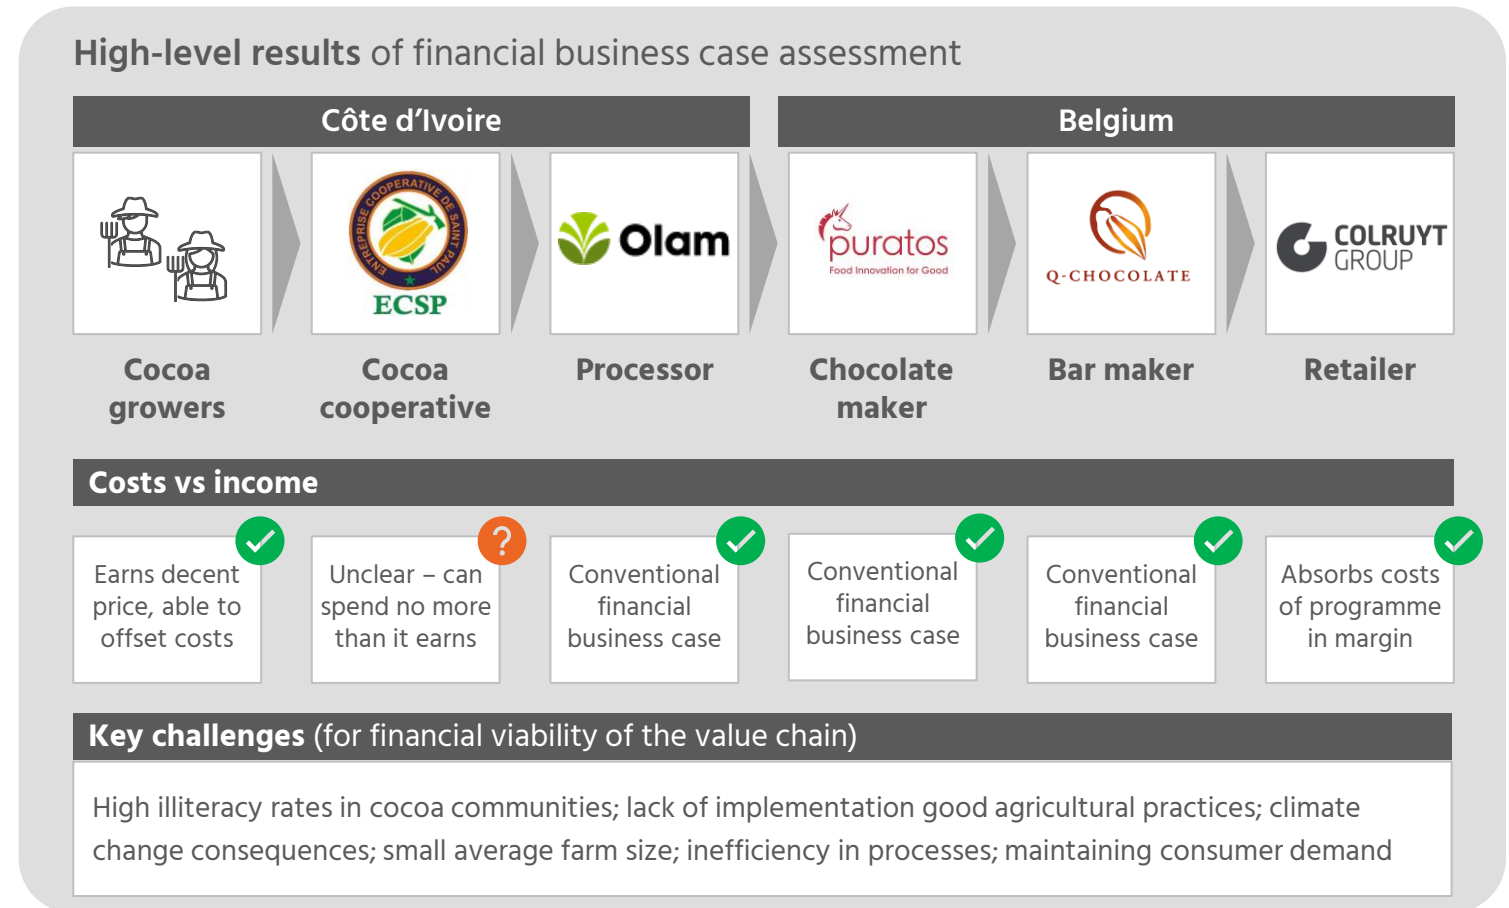 High-level results of financial business case assessment
Côte d’Ivoire
Belgium
ENTREPRISE COOPERATIVE DE SAINT PAUL
ECSP
Olam
puratos
Food Innovation for Good
Q-CHOCOLATE
COLRUYT
GROUP
Cocoa
growers
Cocoa
cooperative
Processor
Chocolate
maker
Bar maker
Retailer
Costs vs income
Earns decent
price, able to
offset costs
?
Unclear – can
spend no more
than it earns
Conventional
financial
business case
Conventional
financial
business case
Conventional
financial
business case
Absorbs costs
of programme
in margin
Key challenges (for financial viability of the value chain)
High illiteracy rates in cocoa communities; lack of implementation good agricultural practices; climate
change consequences; small average farm size; inefficiency in processes; maintaining consumer demand